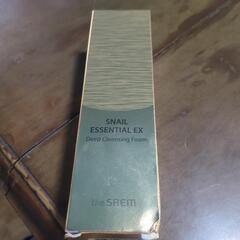 SNAIL
ESSENTIAL EX
Deep Cleansing Foam
the SAEM